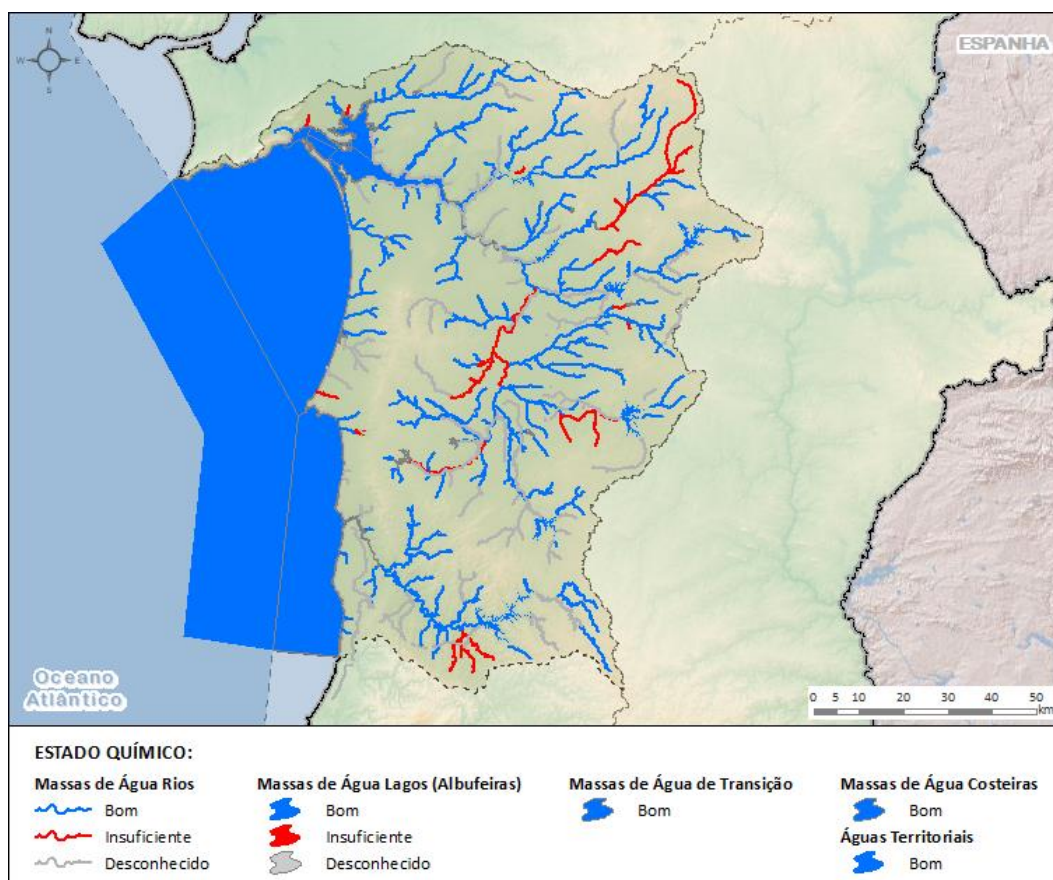 N
W E
S
ESPANHA
Oceano
Atlântico
0 5 10 20 30 40 50
km
ESTADO QUÍMICO:
Massas de Água Rios
Bom
Insuficiente
Desconhecido
Massas de Água Lagos (Albufeiras)
Bom
Insuficiente
Desconhecido
Massas de Água de Transição
Bom
Massas de Água Costeiras
Bom
Águas Territoriais
Bom